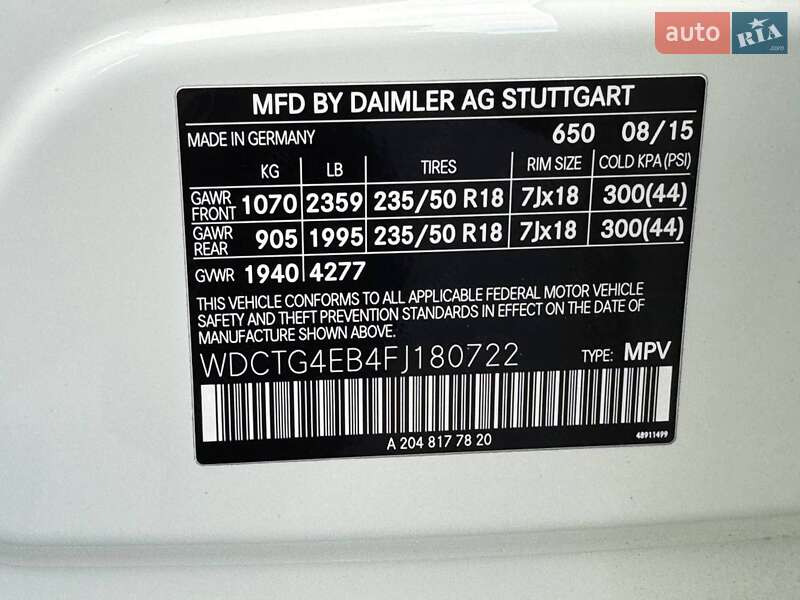 auto RIA.com
MFD BY DAIMLER AG STUTTGART
MADE IN GERMANY 650 08/15
KG LB TIRES RIM SIZE COLD KPA (PSI)
GAWR FRONT 1070 2359 235/50 R18 7Jx18 300(44)
GAWR REAR 905 1995 235/50 R18 7Jx18 300(44)
GVWR 1940 4277
THIS VEHICLE CONFORMS TO ALL APPLICABLE FEDERAL MOTOR VEHICLE
SAFETY AND THEFT PREVENTION STANDARDS IN EFFECT ON THE DATE OF
MANUFACTURE SHOWN ABOVE.
WDCTG4EB4FJ180722 TYPE: MPV
A 204 817 78 20 48911499